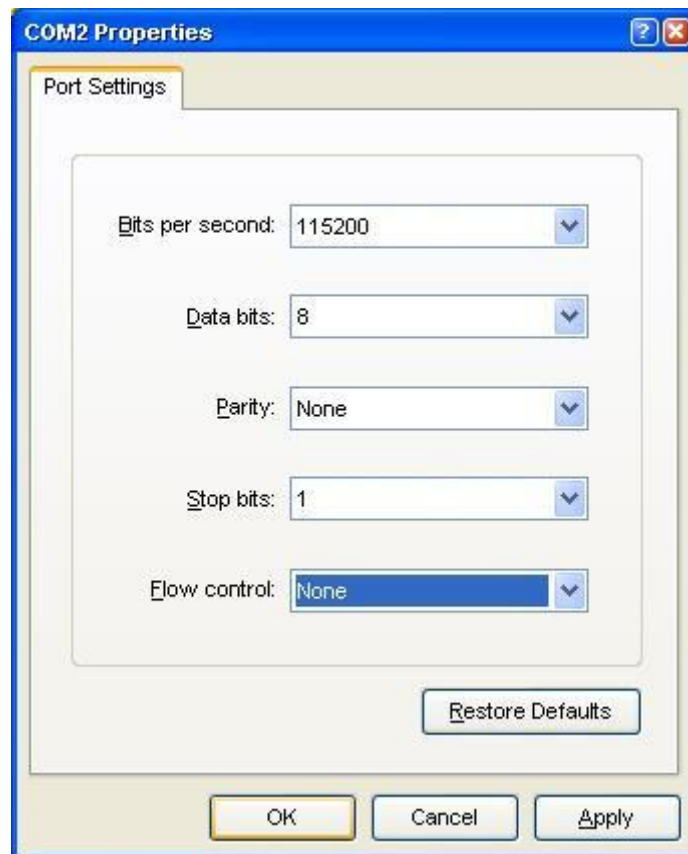 COM2 Properties
Port Settings
Bits per second: 115200
Data bits: 8
Parity: None
Stop bits: 1
Flow control: None
Restore Defaults
OK Cancel Apply